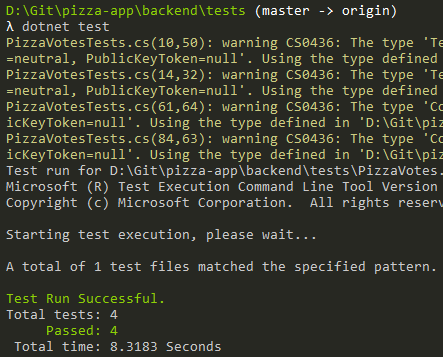 D:\Git\pizza-app\backend\tests (master -> origin)
λ dotnet test
PizzaVotesTests.cs(10,50): warning CS0436: The type 'Te
=neutral, PublicKeyToken=null'. Using the type defined
PizzaVotesTests.cs(14,32): warning CS0436: The type 'Te
=neutral, PublicKeyToken=null'. Using the type defined
PizzaVotesTests.cs(61,64): warning CS0436: The type 'Co
icKeyToken=null'. Using the type defined in 'D:\Git\piz
PizzaVotesTests.cs(84,63): warning CS0436: The type 'Co
icKeyToken=null'. Using the type defined in 'D:\Git\piz
Test run for D:\Git\pizza-app\backend\tests\PizzaVotes.
Microsoft (R) Test Execution Command Line Tool Version
Copyright (c) Microsoft Corporation.  All rights reserv
Starting test execution, please wait...
A total of 1 test files matched the specified pattern.
Test Run Successful.
Total tests: 4
Passed: 4
Total time: 8.3183 Seconds